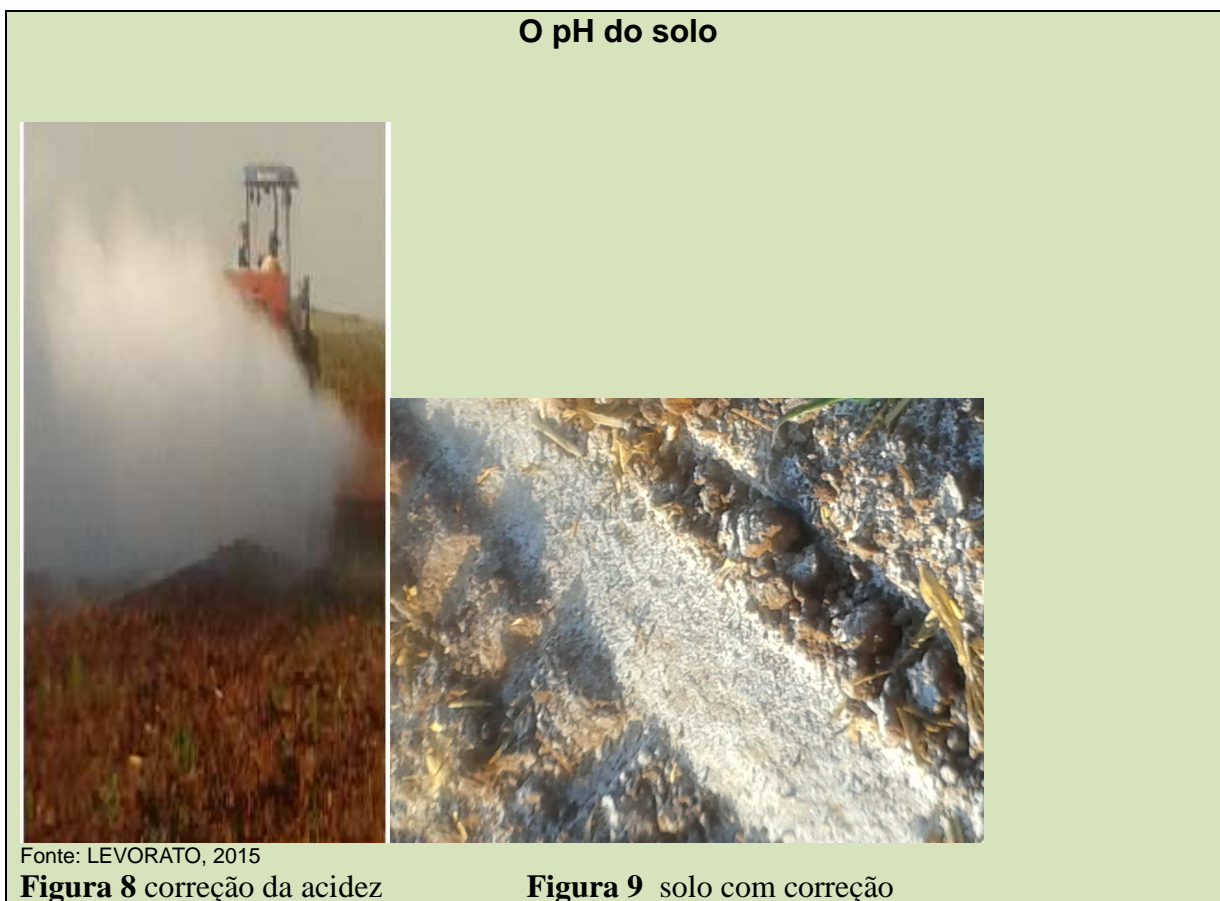 O pH do solo
Fonte: LEVORATO, 2015
Figura 8 correção da acidez Figura 9 solo com correção